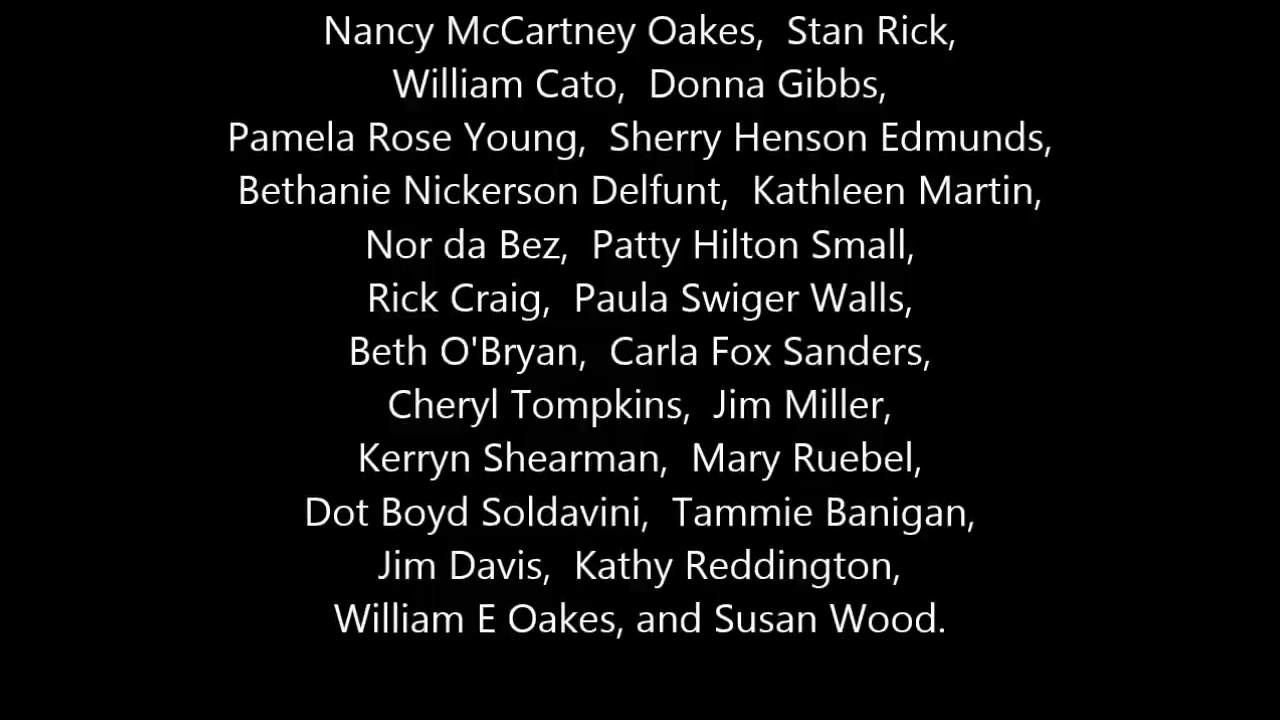 Nancy McCartney Oakes,  Stan Rick,
William Cato,  Donna Gibbs,
Pamela Rose Young,  Sherry Henson Edmunds,
Bethanie Nickerson Delfunt,  Kathleen Martin,
Nor da Bez,  Patty Hilton Small,
Rick Craig,  Paula Swiger Walls,
Beth O'Bryan,  Carla Fox Sanders,
Cheryl Tompkins,  Jim Miller,
Kerryn Shearman,  Mary Ruebel,
Dot Boyd Soldavini,  Tammie Banigan,
Jim Davis,  Kathy Reddington,
William E Oakes, and Susan Wood.